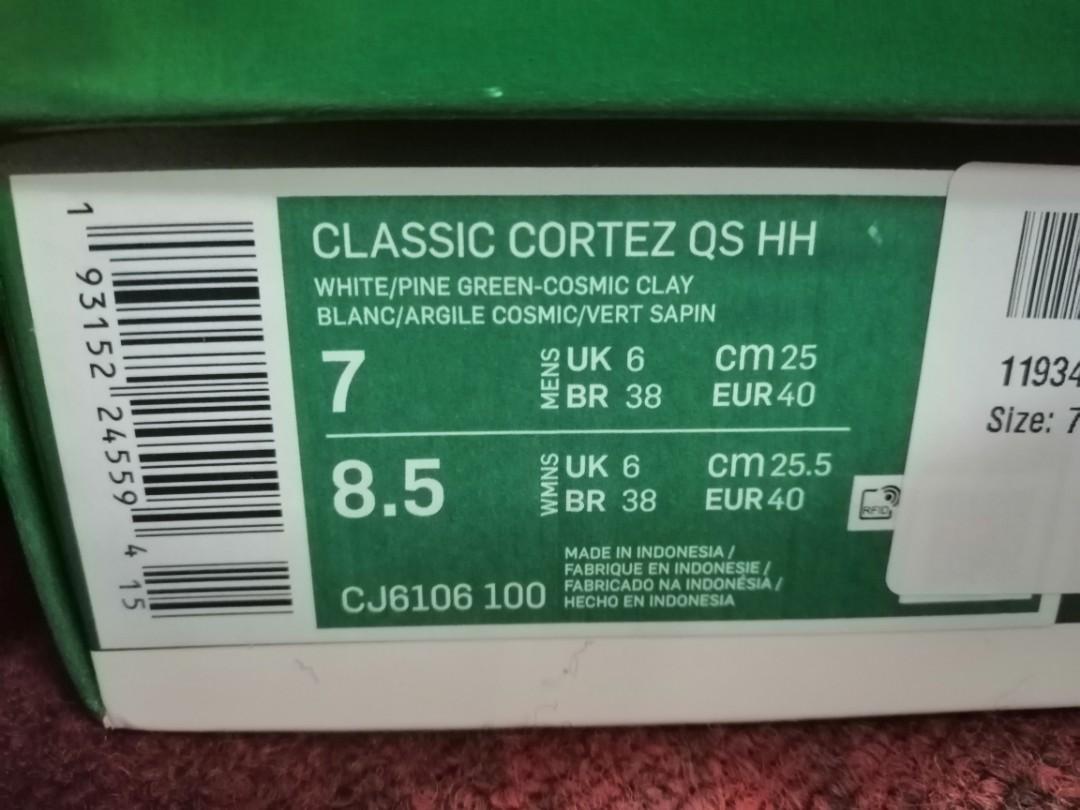 1 93152 24559 4 15
CLASSIC CORTEZ QS HH
WHITE/PINE GREEN-COSMIC CLAY
BLANC/ARGILE COSMIC/VERT SAPIN
7
MENS
UK 6 cm 25
BR 38 EUR 40
8.5
WMNS
UK 6 cm 25.5
BR 38 EUR 40
RFID
CJ6106 100
MADE IN INDONESIA /
FABRIQUE EN INDONESIE /
FABRICADO NA INDONÉSIA /
HECHO EN INDONESIA
11934
Size: 7